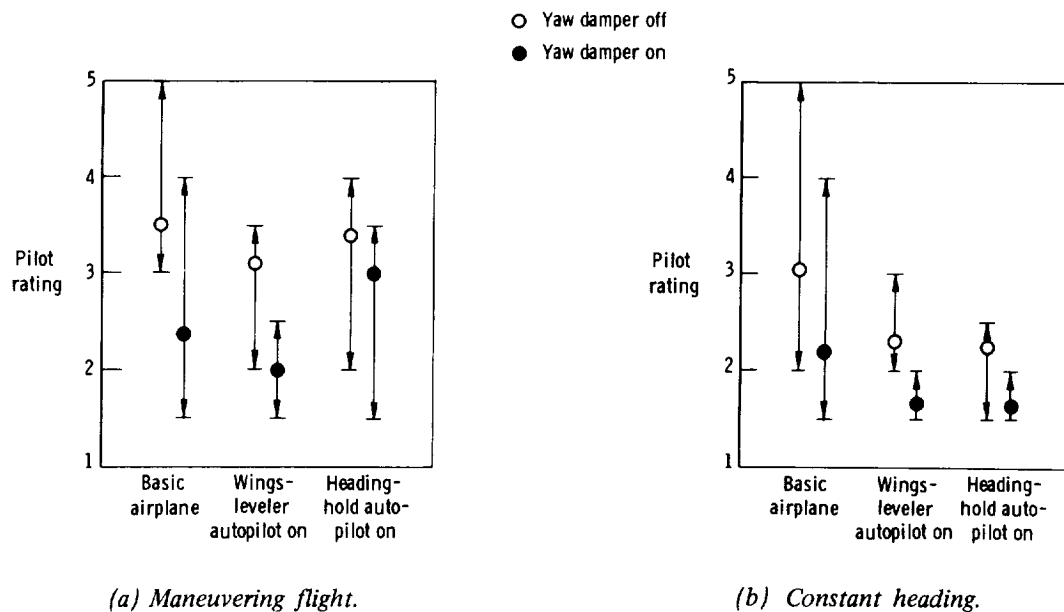 Yaw damper off
Yaw damper on
5
4
3
2
1
Pilot
rating
Basic
airplane
Wings-
leveler
autopilot on
Heading-
hold auto-
pilot on
(a) Maneuvering flight.
5
4
3
2
1
Pilot
rating
Basic
airplane
Wings-
leveler
autopilot on
Heading-
hold auto-
pilot on
(b) Constant heading.